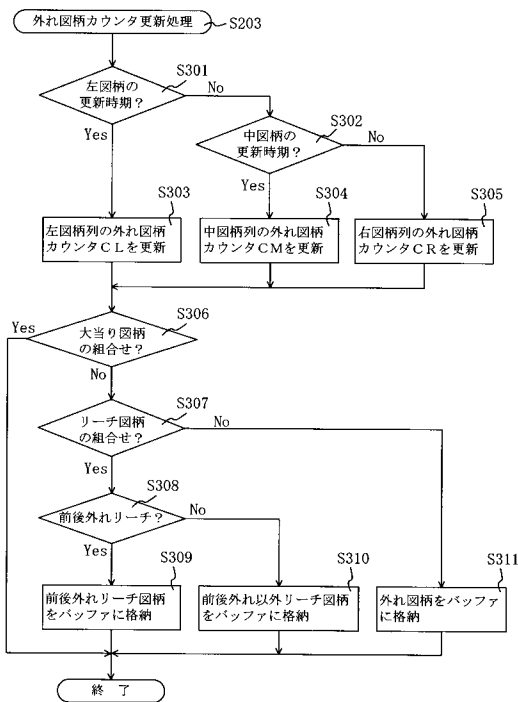 外れ図柄カウンタ更新処理
S203
S301
左図柄の
更新時期？
No
S302
中図柄の
更新時期？
No
Yes
Yes
S303
S304
S305
左図柄列の外れ図柄
カウンタCLを更新
中図柄列の外れ図柄
カウンタCMを更新
右図柄列の外れ図柄
カウンタCRを更新
S306
Yes
大当り図柄
の組合せ？
No
S307
リーチ図柄
の組合せ？
No
Yes
S308
前後外れリーチ？
No
Yes
S309
S310
S311
前後外れリーチ図柄
をバッファに格納
前後外れ以外リーチ図柄
をバッファに格納
外れ図柄をバッファ
に格納
終 了